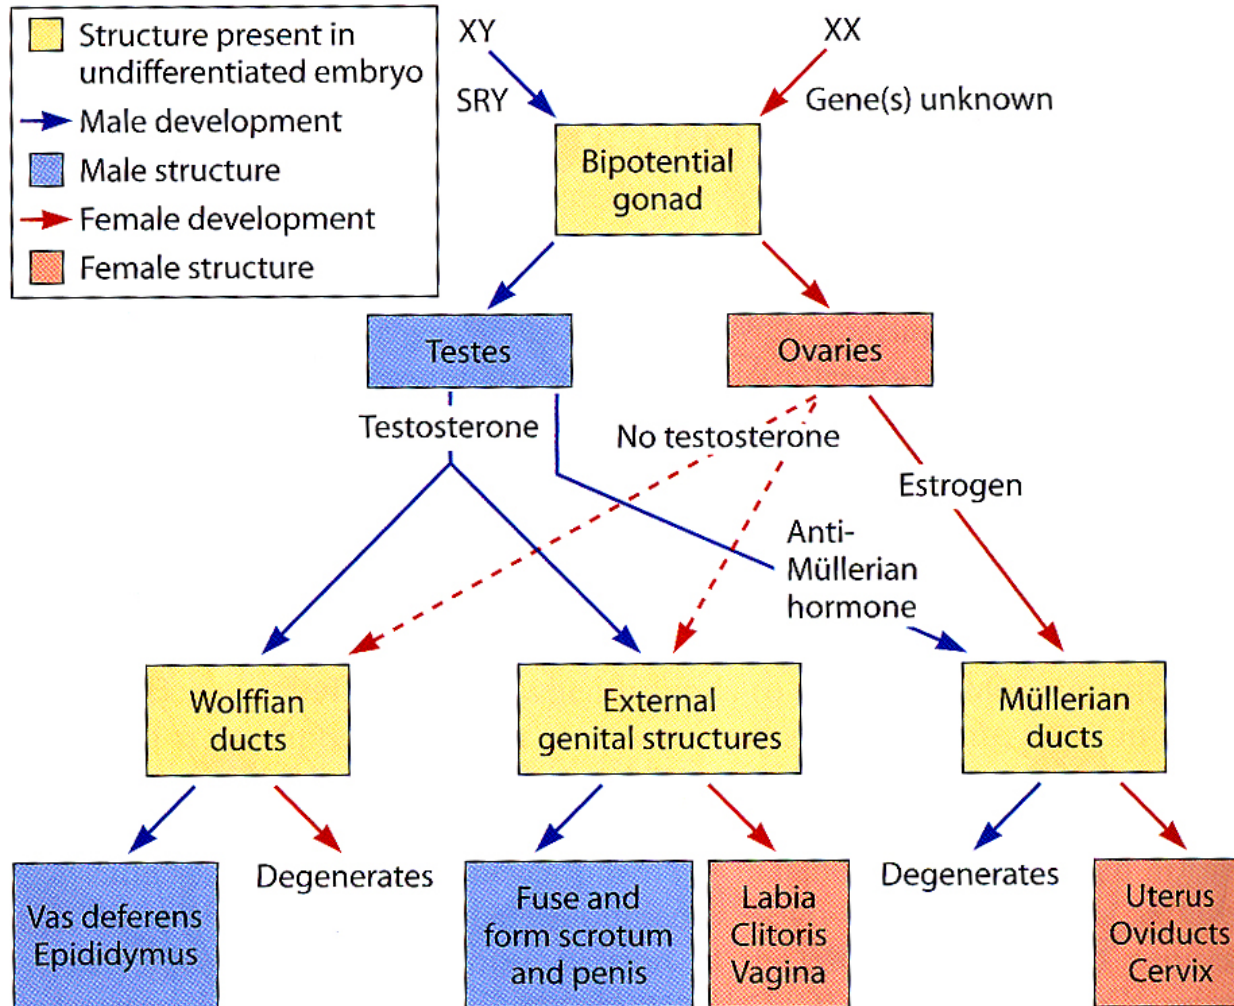 Structure present in
undifferentiated embryo
Male development
Male structure
Female development
Female structure
XY
XX
SRY
Gene(s) unknown
Bipotential
gonad
Testes
Ovaries
Testosterone
No testosterone
Estrogen
Anti-
Müllerian
hormone
Wolffian
ducts
External
genital structures
Müllerian
ducts
Vas deferens
Epididymus
Degenerates
Fuse and
form scrotum
and penis
Labia
Clitoris
Vagina
Degenerates
Uterus
Oviducts
Cervix